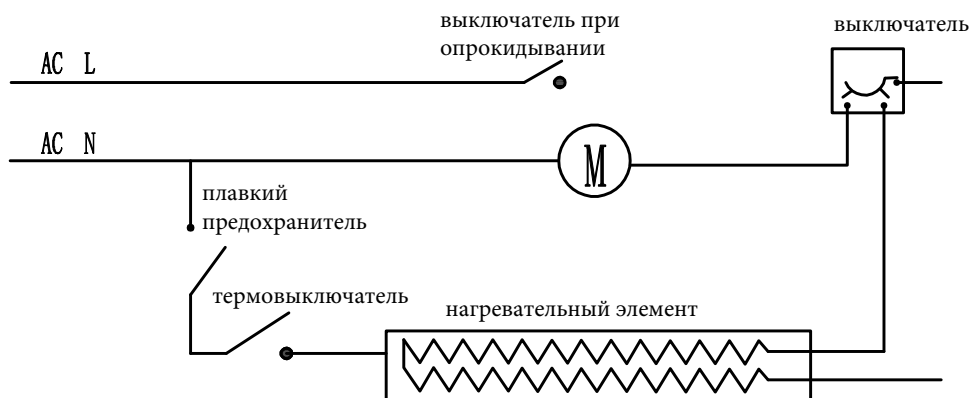 выключатель при
опрокидывании
выключатель
AC L
AC N
M
плавкий
предохранитель
термовыключатель
нагревательный элемент